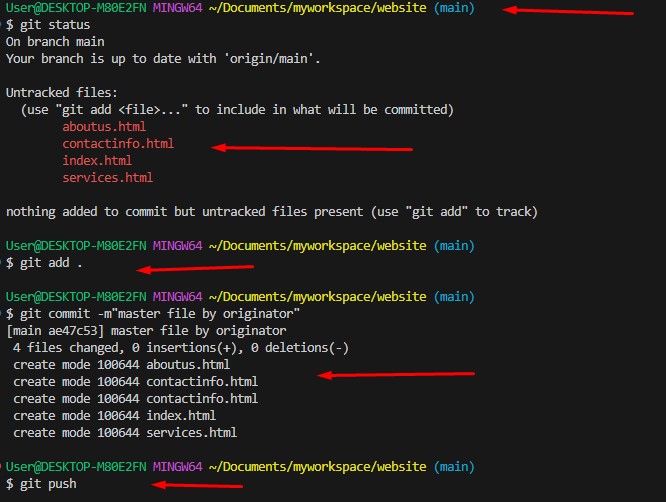 User@DESKTOP-M80E2FN MINGW64 ~/Documents/myworkspace/website (main)
$ git status
On branch main
Your branch is up to date with 'origin/main'.
Untracked files:
(use "git add <file>..." to include in what will be committed)
aboutus.html
contactinfo.html
index.html
services.html
nothing added to commit but untracked files present (use "git add" to track)
User@DESKTOP-M80E2FN MINGW64 ~/Documents/myworkspace/website (main)
$ git add .
User@DESKTOP-M80E2FN MINGW64 ~/Documents/myworkspace/website (main)
$ git commit -m"master file by originator"
[main ae47c53] master file by originator
4 files changed, 0 insertions(+), 0 deletions(-)
create mode 100644 aboutus.html
create mode 100644 contactinfo.html
create mode 100644 contactinfo.html
create mode 100644 index.html
create mode 100644 services.html
User@DESKTOP-M80E2FN MINGW64 ~/Documents/myworkspace/website (main)
$ git push